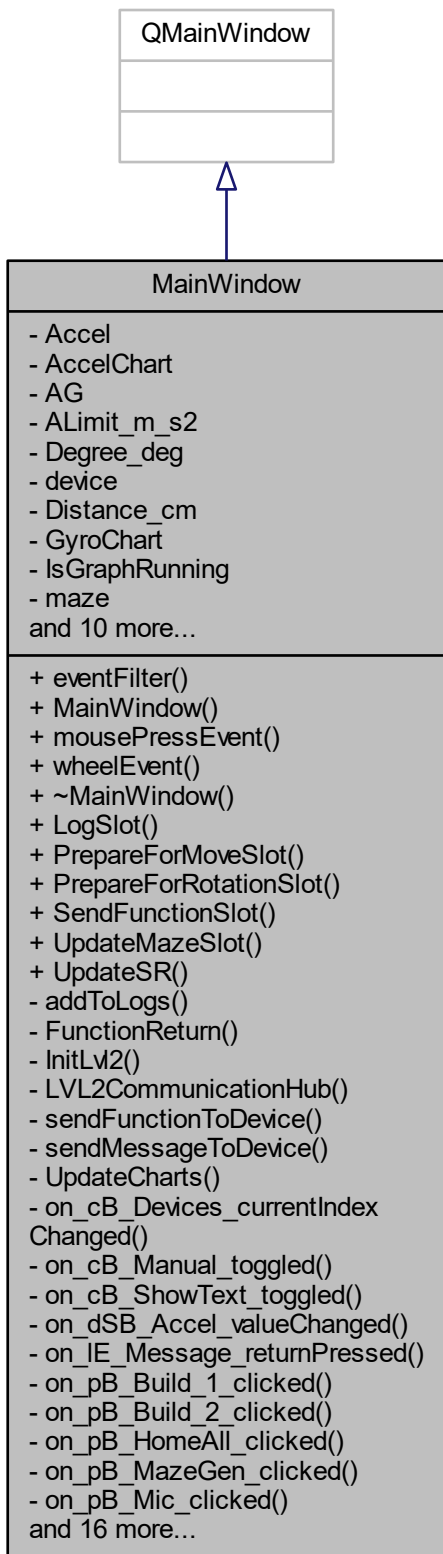 QMainWindow
MainWindow
- Accel
- AccelChart
- AG
- ALimit_m_s2
- Degree_deg
- device
- Distance_cm
- GyroChart
- IsGraphRunning
- maze
and 10 more...
+ eventFilter()
+ MainWindow()
+ mousePressEvent()
+ wheelEvent()
+ ~MainWindow()
+ LogSlot()
+ PrepareForMoveSlot()
+ PrepareForRotationSlot()
+ SendFunctionSlot()
+ UpdateMazeSlot()
+ UpdateSR()
- addToLogs()
- FunctionReturn()
- InitLvl2()
- LVL2CommunicationHub()
- sendFunctionToDevice()
- sendMessageToDevice()
- UpdateCharts()
- on_cB_Devices_currentIndex
Changed()
- on_cB_Manual_toggled()
- on_cB_ShowText_toggled()
- on_dSB_Accel_valueChanged()
- on_lE_Message_returnPressed()
- on_pB_Build_1_clicked()
- on_pB_Build_2_clicked()
- on_pB_HomeAll_clicked()
- on_pB_MazeGen_clicked()
- on_pB_Mic_clicked()
and 16 more...